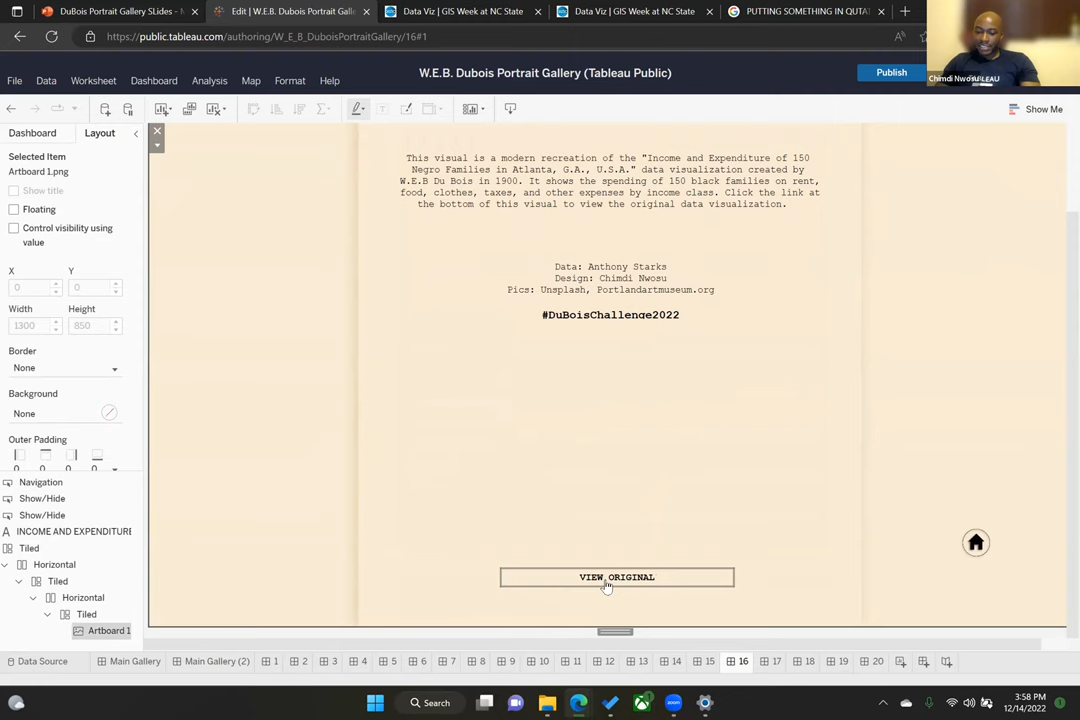 DuBois Portrait Gallery SLides - M
Edit | W.E.B. Dubois Portrait Galle
Data Viz | GIS Week at NC State
Data Viz | GIS Week at NC State
PUTTING SOMETHING IN QUTAT
https://public.tableau.com/authoring/W_E_B_DuboisPortraitGallery/16#1
Chimdi Nwosu
LEAU
File Data Worksheet Dashboard Analysis Map Format Help
W.E.B. Dubois Portrait Gallery (Tableau Public)
Publish
Show Me
Dashboard Layout
Selected Item
Artboard 1.png
Show title
Floating
Control visibility using
value
X Y
0 0
Width Height
1300 850
Border
None
Background
None
Outer Padding
0 0 0 0
Navigation
Show/Hide
Show/Hide
A INCOME AND EXPENDITURE
Tiled
Horizontal
Tiled
Horizontal
Tiled
Artboard 1
This visual is a modern recreation of the "Income and Expenditure of 150
Negro Families in Atlanta, G.A., U.S.A." data visualization created by
W.E.B Du Bois in 1900. It shows the spending of 150 black families on rent,
food, clothes, taxes, and other expenses by income class. Click the link at
the bottom of this visual to view the original data visualization.
Data: Anthony Starks
Design: Chimdi Nwosu
Pics: Unsplash, Portlandartmuseum.org
#DuBoisChallenge2022
VIEW ORIGINAL
Data Source Main Gallery Main Gallery (2) 1 2 3 4 5 6 7 8 9 10 11 12 13 14 15 16 17 18 19 20
Search
3:58 PM
12/14/2022